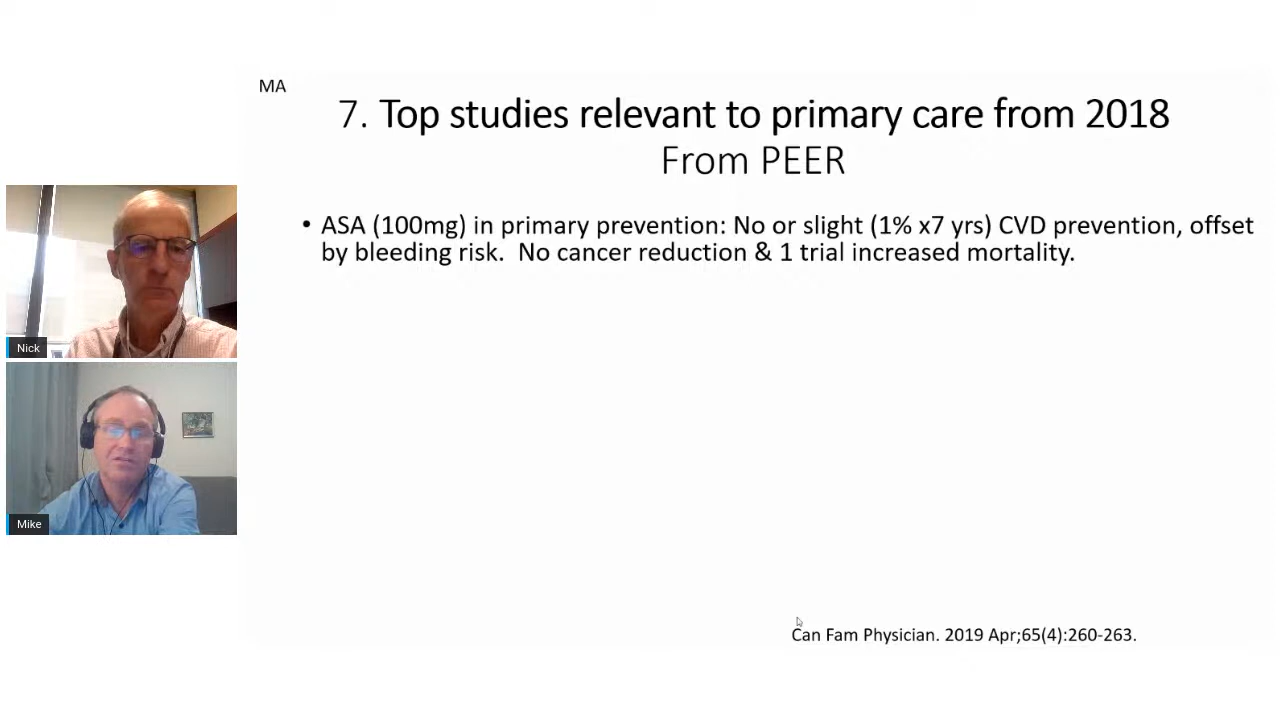 MA
7. Top studies relevant to primary care from 2018
From PEER
• ASA (100mg) in primary prevention: No or slight (1% x7 yrs) CVD prevention, offset
by bleeding risk.  No cancer reduction & 1 trial increased mortality.
Nick
Mike
Can Fam Physician. 2019 Apr;65(4):260-263.